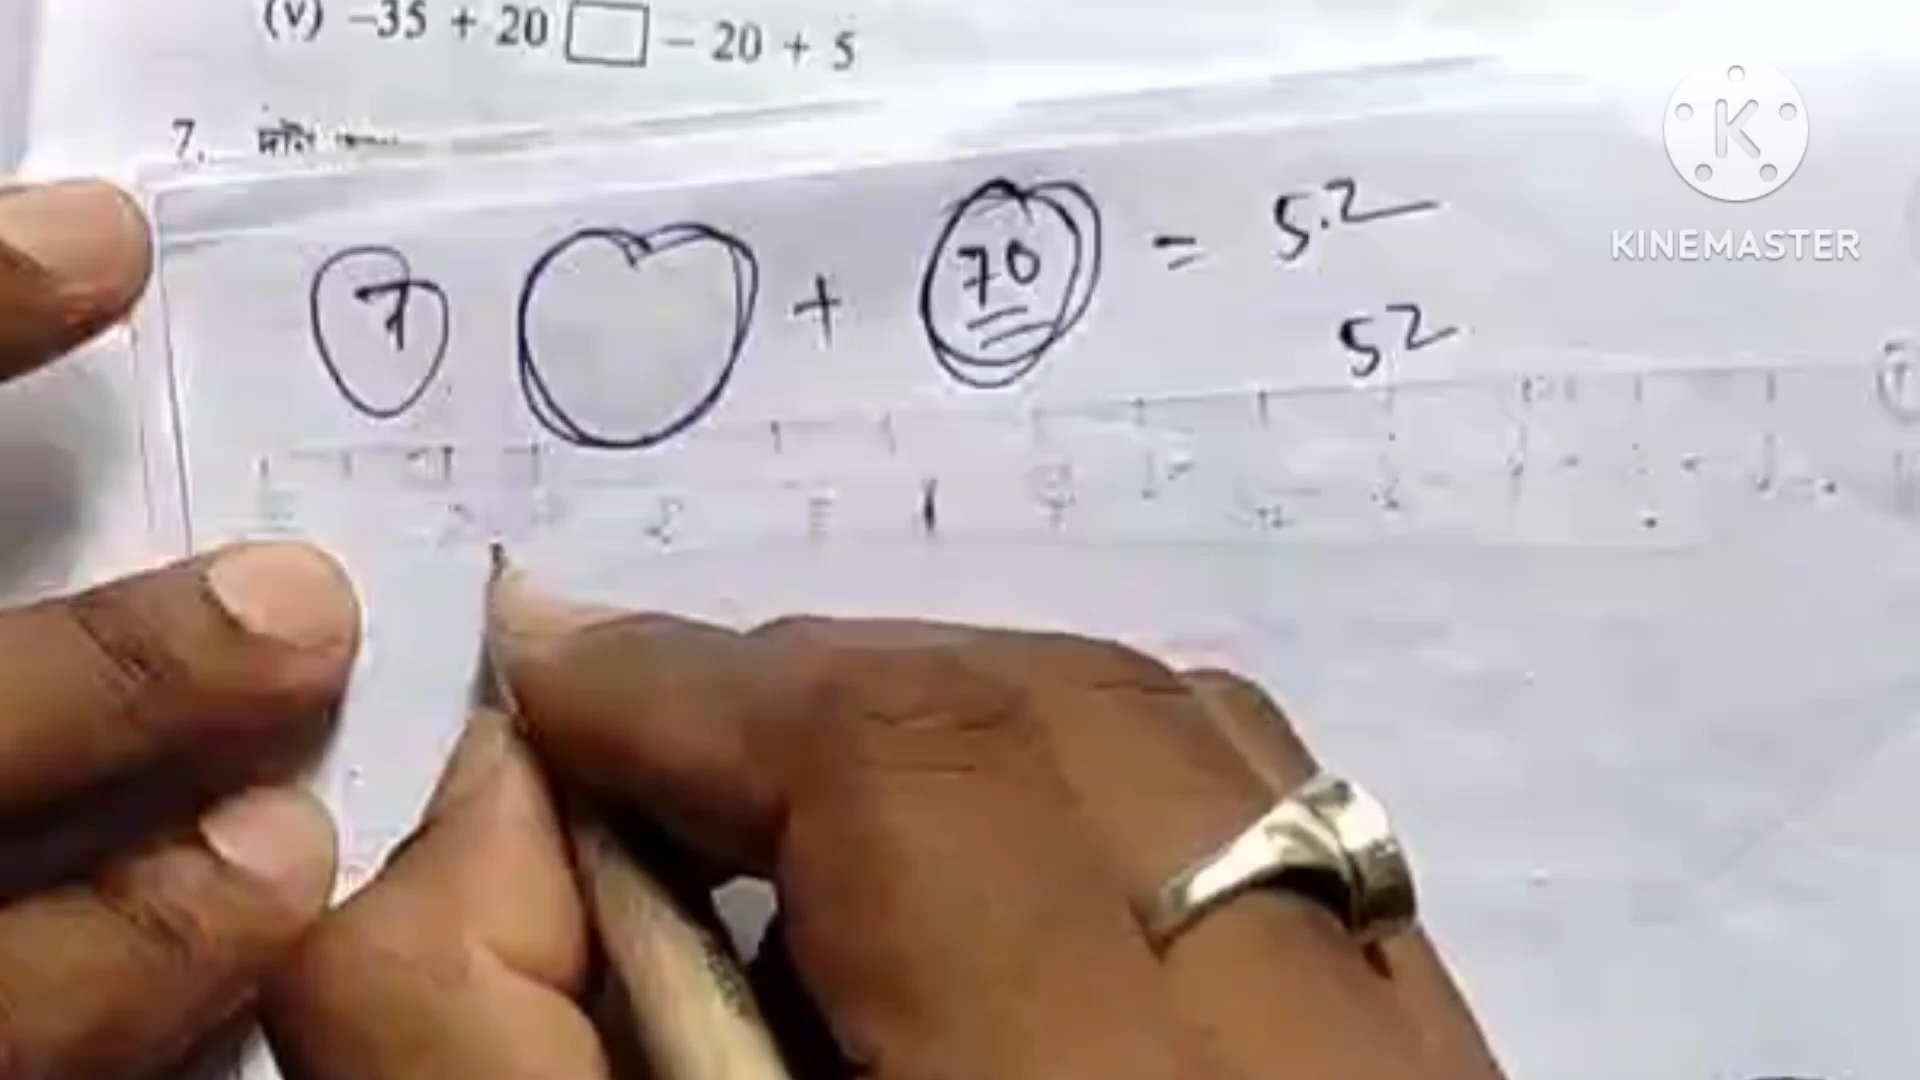 (v) –35 + 20 □ – 20 + 5
7.
7 + 70 = 5.2
52
K
KINEMASTER